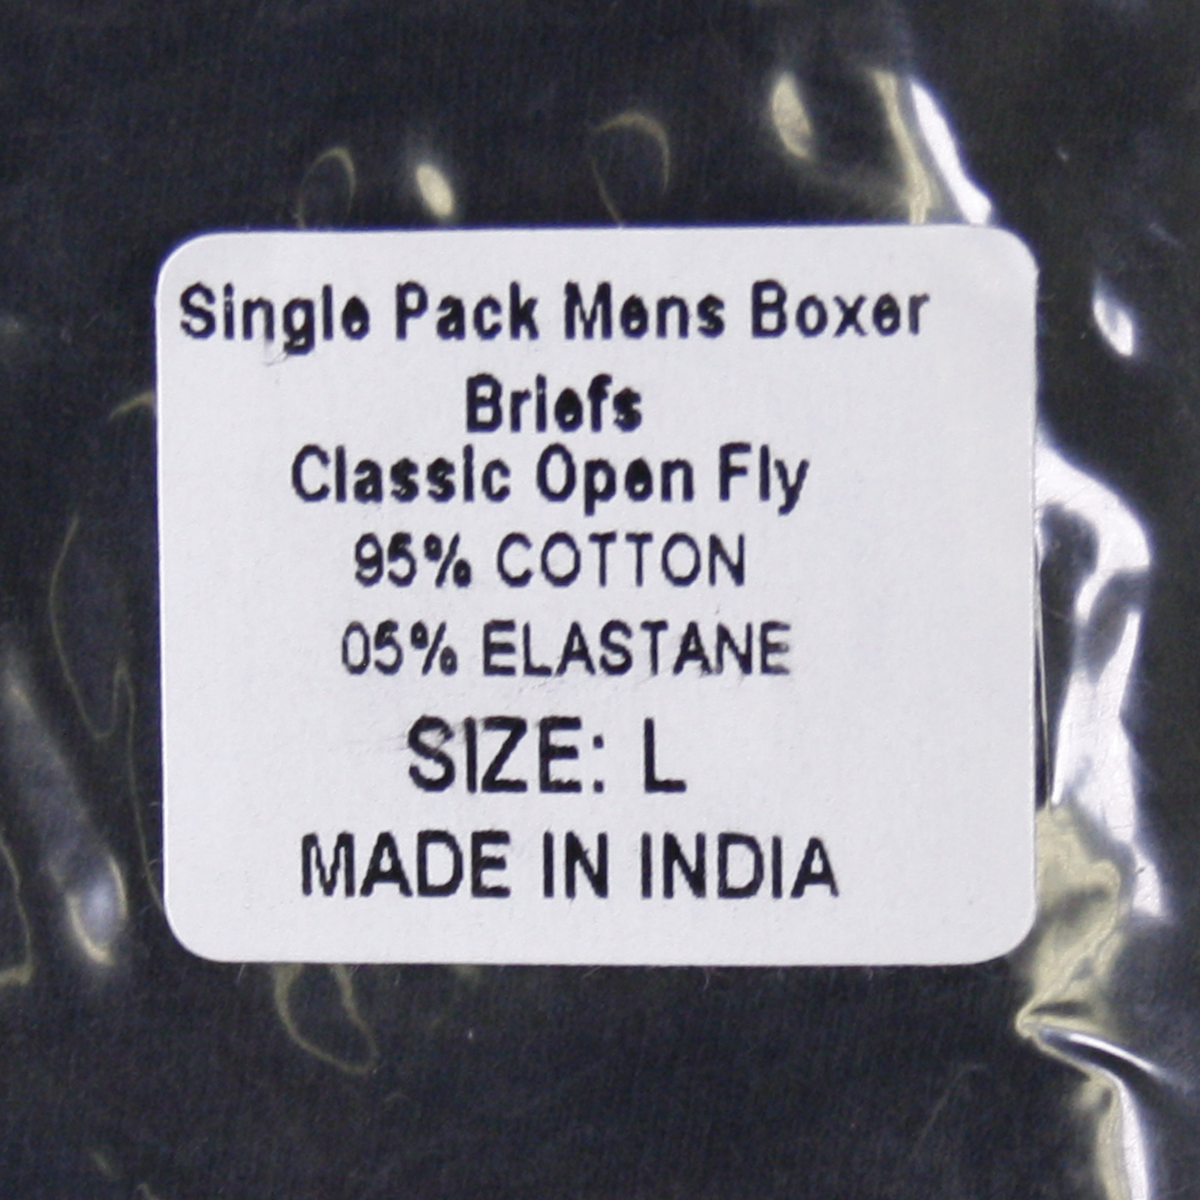 Single Pack Mens Boxer
Briefs
Classic Open Fly
95% COTTON
05% ELASTANE
SIZE: L
MADE IN INDIA